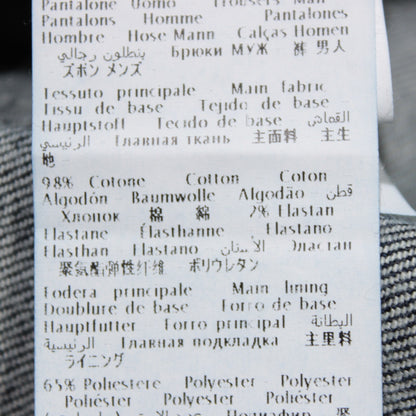 Pantalone Uomo Trousers Man
Pantalons Homme Pantalones
Hombre Hose Mann Calças Homen
بنطلون رجالي Брюки МУЖ 裤 男人
ズボン メンズ
Tessuto principale Main fabric
Tissu de base Tejido de base
Hauptstoff Tecido de base القماش
الرئيسي Главная ткань 主面料 主生
地
98% Cotone Cotton Coton
Algodón Baumwolle Algodão قطن
Хлопок 棉 綿 2% Elastan
Elastane Élasthanne Elastano
Elasthan Elastano الأستان Эластан
聚氨酯弹性纤维 ポリウレタン
Fodera principale Main lining
Doublure de base Forro de base
Hauptfutter Forro principal البطانة
الرئيسية Главная подкладка 主里料
ライニング
65% Poliestere Polyester Polyester
Poliéster Polyester Poliéster
Полиэфир 聚